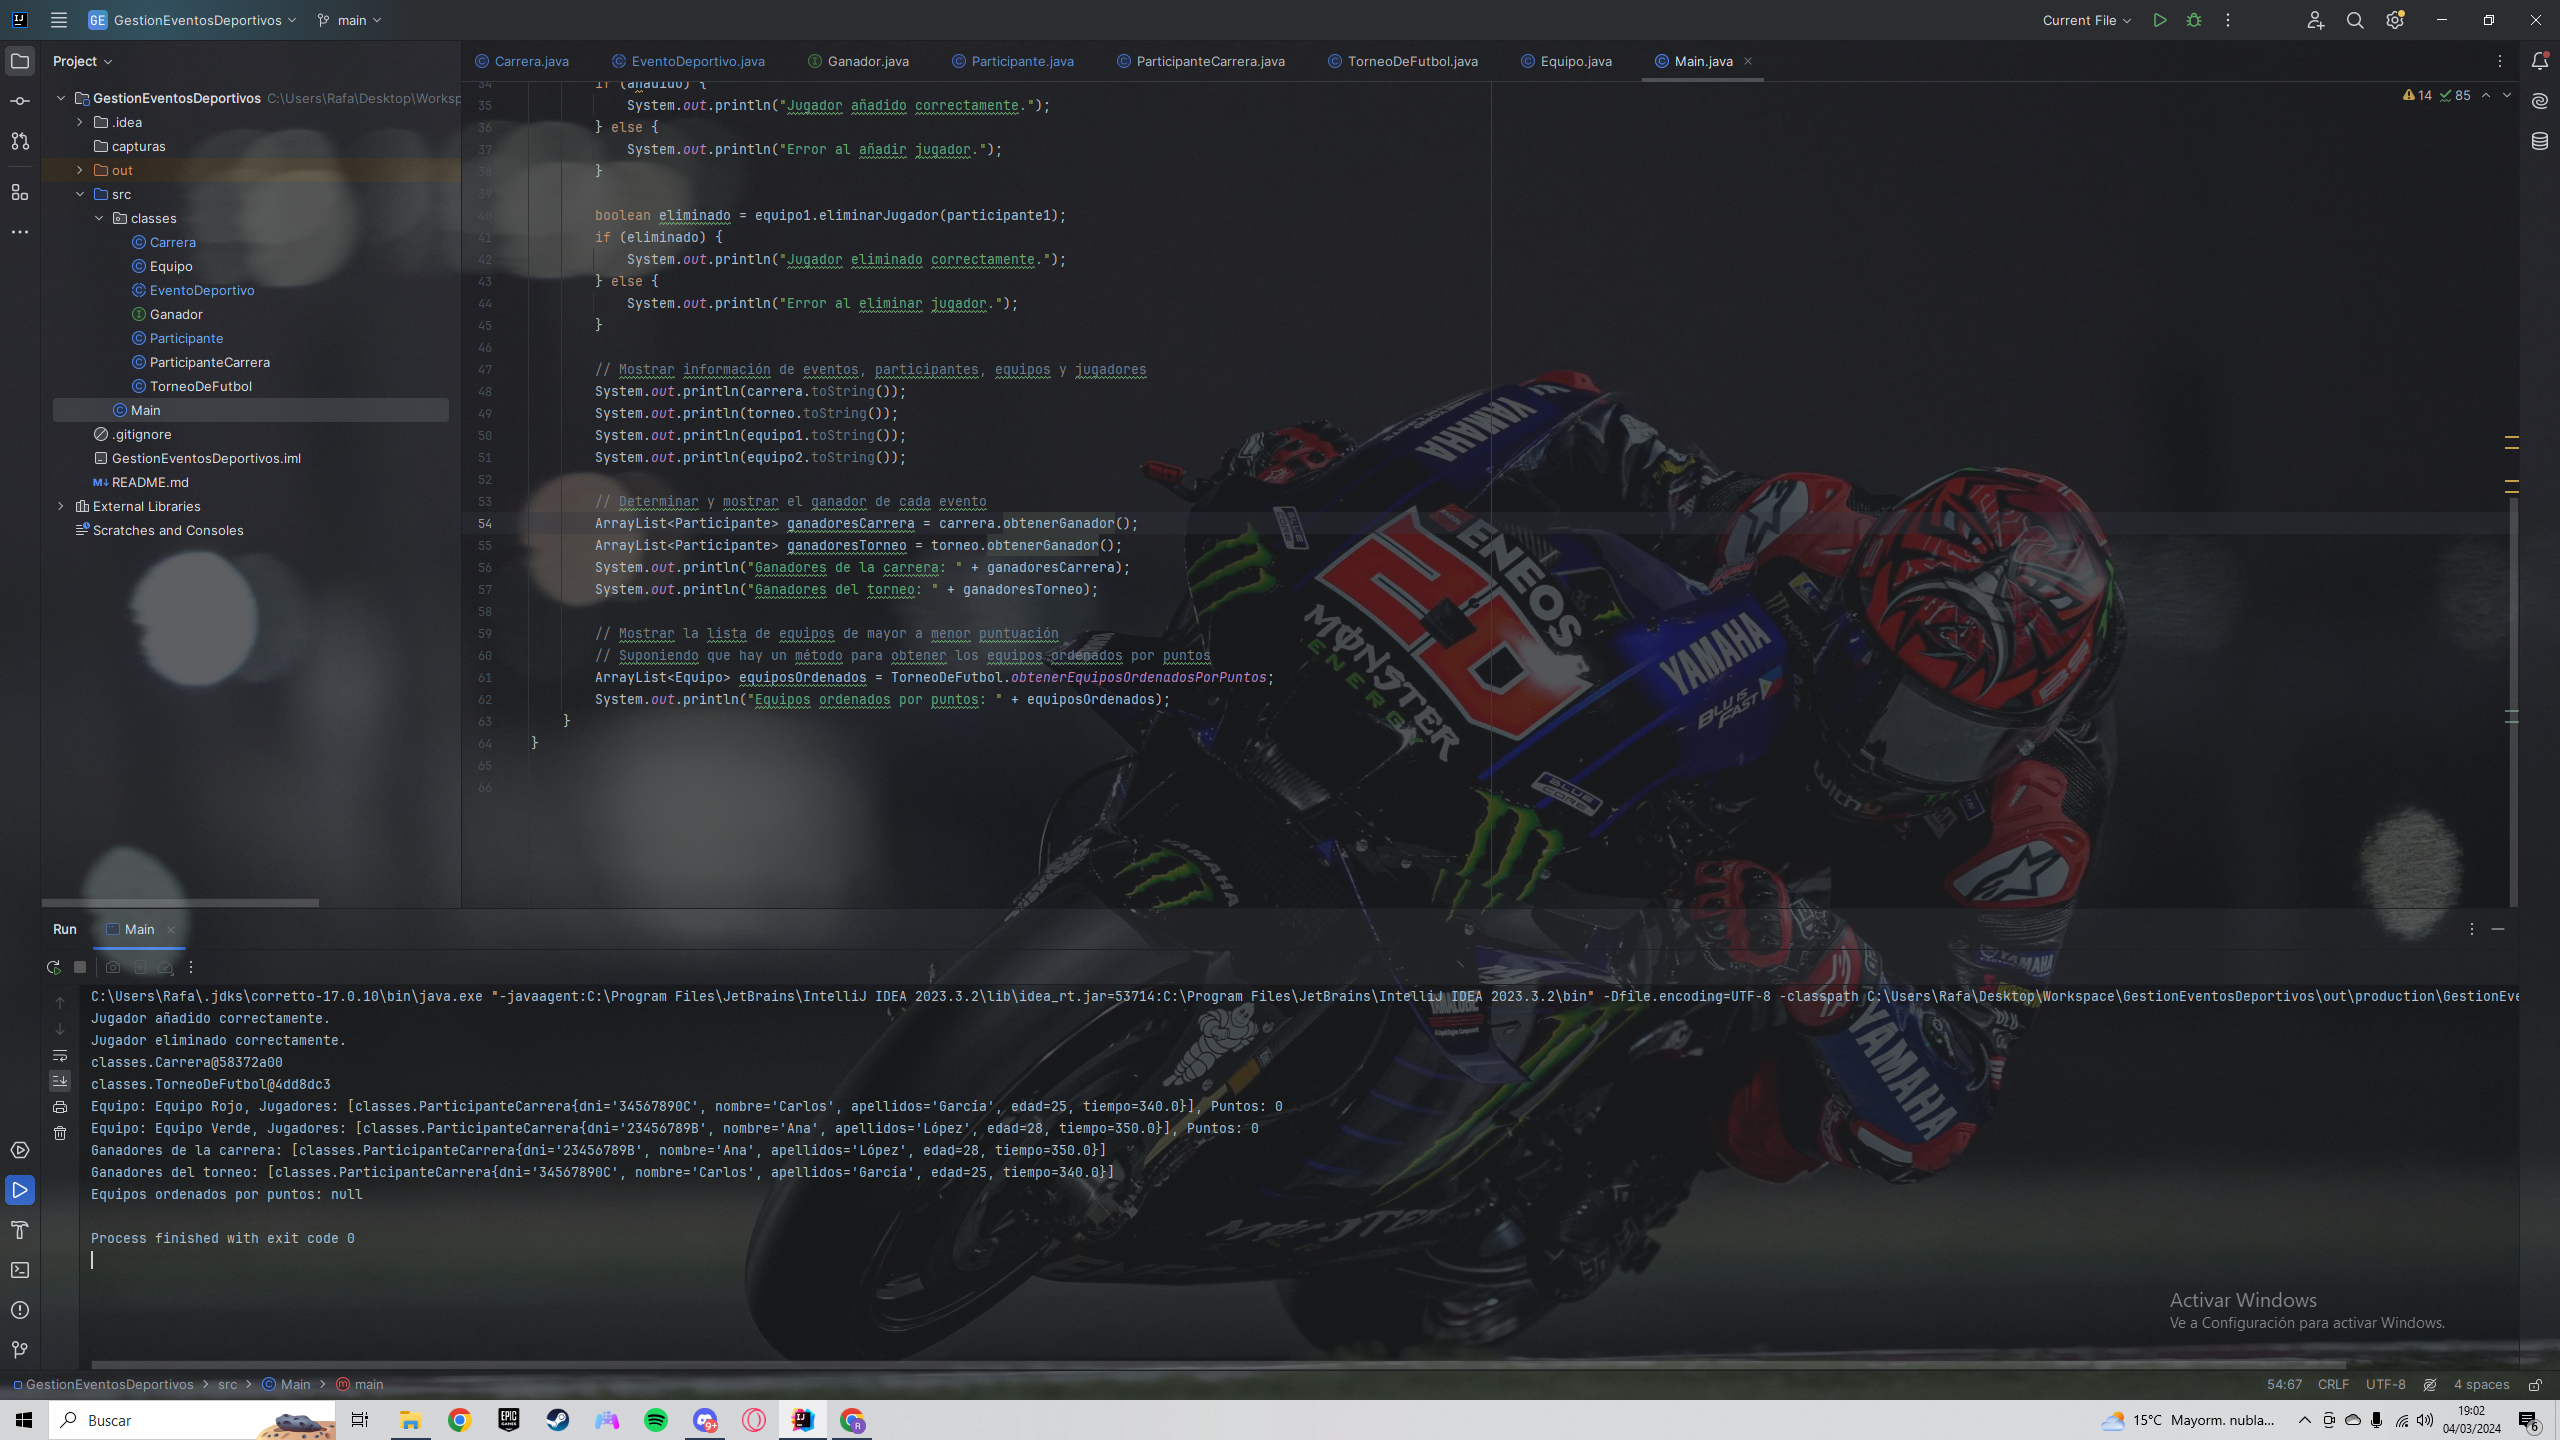 GE GestionEventosDeportivos main Current File
Project
Carrera.java EventoDeportivo.java Ganador.java Participante.java ParticipanteCarrera.java TorneoDeFutbol.java Equipo.java Main.java
GestionEventosDeportivos C:\Users\Rafa\Desktop\Worksp
.idea
capturas
out
src
classes
Carrera
Equipo
EventoDeportivo
Ganador
Participante
ParticipanteCarrera
TorneoDeFutbol
Main
.gitignore
GestionEventosDeportivos.iml
README.md
External Libraries
Scratches and Consoles
14 85
34 if (añadido) {
35 System.out.println("Jugador añadido correctamente.");
36 } else {
37 System.out.println("Error al añadir jugador.");
38 }
39
40 boolean eliminado = equipo1.eliminarJugador(participante1);
41 if (eliminado) {
42 System.out.println("Jugador eliminado correctamente.");
43 } else {
44 System.out.println("Error al eliminar jugador.");
45 }
46
47 // Mostrar información de eventos, participantes, equipos y jugadores
48 System.out.println(carrera.toString());
49 System.out.println(torneo.toString());
50 System.out.println(equipo1.toString());
51 System.out.println(equipo2.toString());
52
53 // Determinar y mostrar el ganador de cada evento
54 ArrayList<Participante> ganadoresCarrera = carrera.obtenerGanador();
55 ArrayList<Participante> ganadoresTorneo = torneo.obtenerGanador();
56 System.out.println("Ganadores de la carrera: " + ganadoresCarrera);
57 System.out.println("Ganadores del torneo: " + ganadoresTorneo);
58
59 // Mostrar la lista de equipos de mayor a menor puntuación
60 // Suponiendo que hay un método para obtener los equipos ordenados por puntos
61 ArrayList<Equipo> equiposOrdenados = TorneoDeFutbol.obtenerEquiposOrdenadosPorPuntos;
62 System.out.println("Equipos ordenados por puntos: " + equiposOrdenados);
63 }
64 }
65
66
YAMAHA
BLUE CORE
ENEOS
20
MONSTER
ENERGY
YAMAHA
BLU IS FAST
BLUE CORE
YAMAHA
YAMAHA
YAMAHA
Run Main
C:\Users\Rafa\.jdks\corretto-17.0.10\bin\java.exe "-javaagent:C:\Program Files\JetBrains\IntelliJ IDEA 2023.3.2\lib\idea_rt.jar=53714:C:\Program Files\JetBrains\IntelliJ IDEA 2023.3.2\bin" -Dfile.encoding=UTF-8 -classpath C:\Users\Rafa\Desktop\Workspace\GestionEventosDeportivos\out\production\GestionEve
Jugador añadido correctamente.
Jugador eliminado correctamente.
classes.Carrera@58372a00
classes.TorneoDeFutbol@4dd8dc3
Equipo: Equipo Rojo, Jugadores: [classes.ParticipanteCarrera{dni='34567890C', nombre='Carlos', apellidos='García', edad=25, tiempo=340.0}], Puntos: 0
Equipo: Equipo Verde, Jugadores: [classes.ParticipanteCarrera{dni='23456789B', nombre='Ana', apellidos='López', edad=28, tiempo=350.0}], Puntos: 0
Ganadores de la carrera: [classes.ParticipanteCarrera{dni='23456789B', nombre='Ana', apellidos='López', edad=28, tiempo=350.0}]
Ganadores del torneo: [classes.ParticipanteCarrera{dni='34567890C', nombre='Carlos', apellidos='García', edad=25, tiempo=340.0}]
Equipos ordenados por puntos: null
Process finished with exit code 0
Activar Windows
Ve a Configuración para activar Windows.
GestionEventosDeportivos > src > Main > main 54:67 CRLF UTF-8 4 spaces
Buscar 15°C Mayorm. nubla... 19:02
04/03/2024